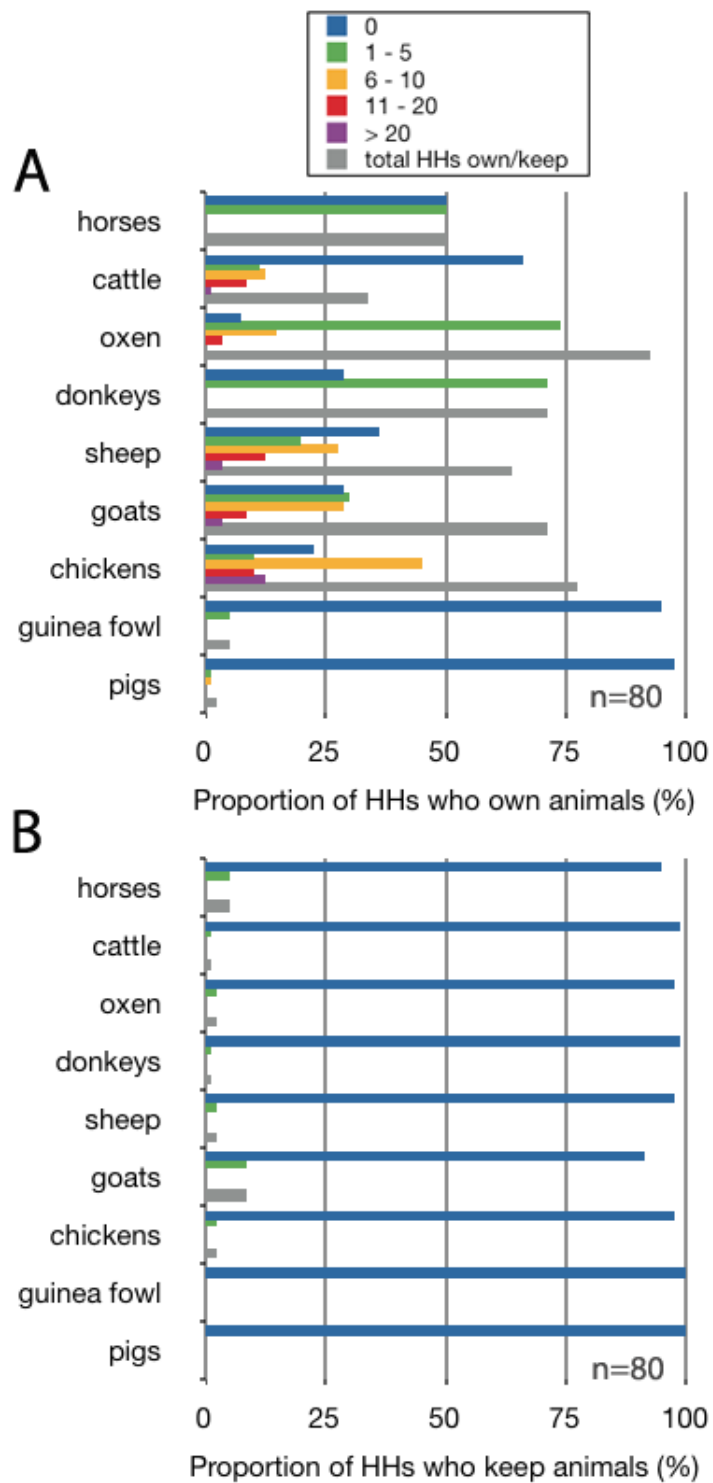 0
1 - 5
6 - 10
11 - 20
> 20
total HHs own/keep
A
horses
cattle
oxen
donkeys
sheep
goats
chickens
guinea fowl
pigs
n=80
0 25 50 75 100
Proportion of HHs who own animals (%)
B
horses
cattle
oxen
donkeys
sheep
goats
chickens
guinea fowl
pigs
n=80
0 25 50 75 100
Proportion of HHs who keep animals (%)